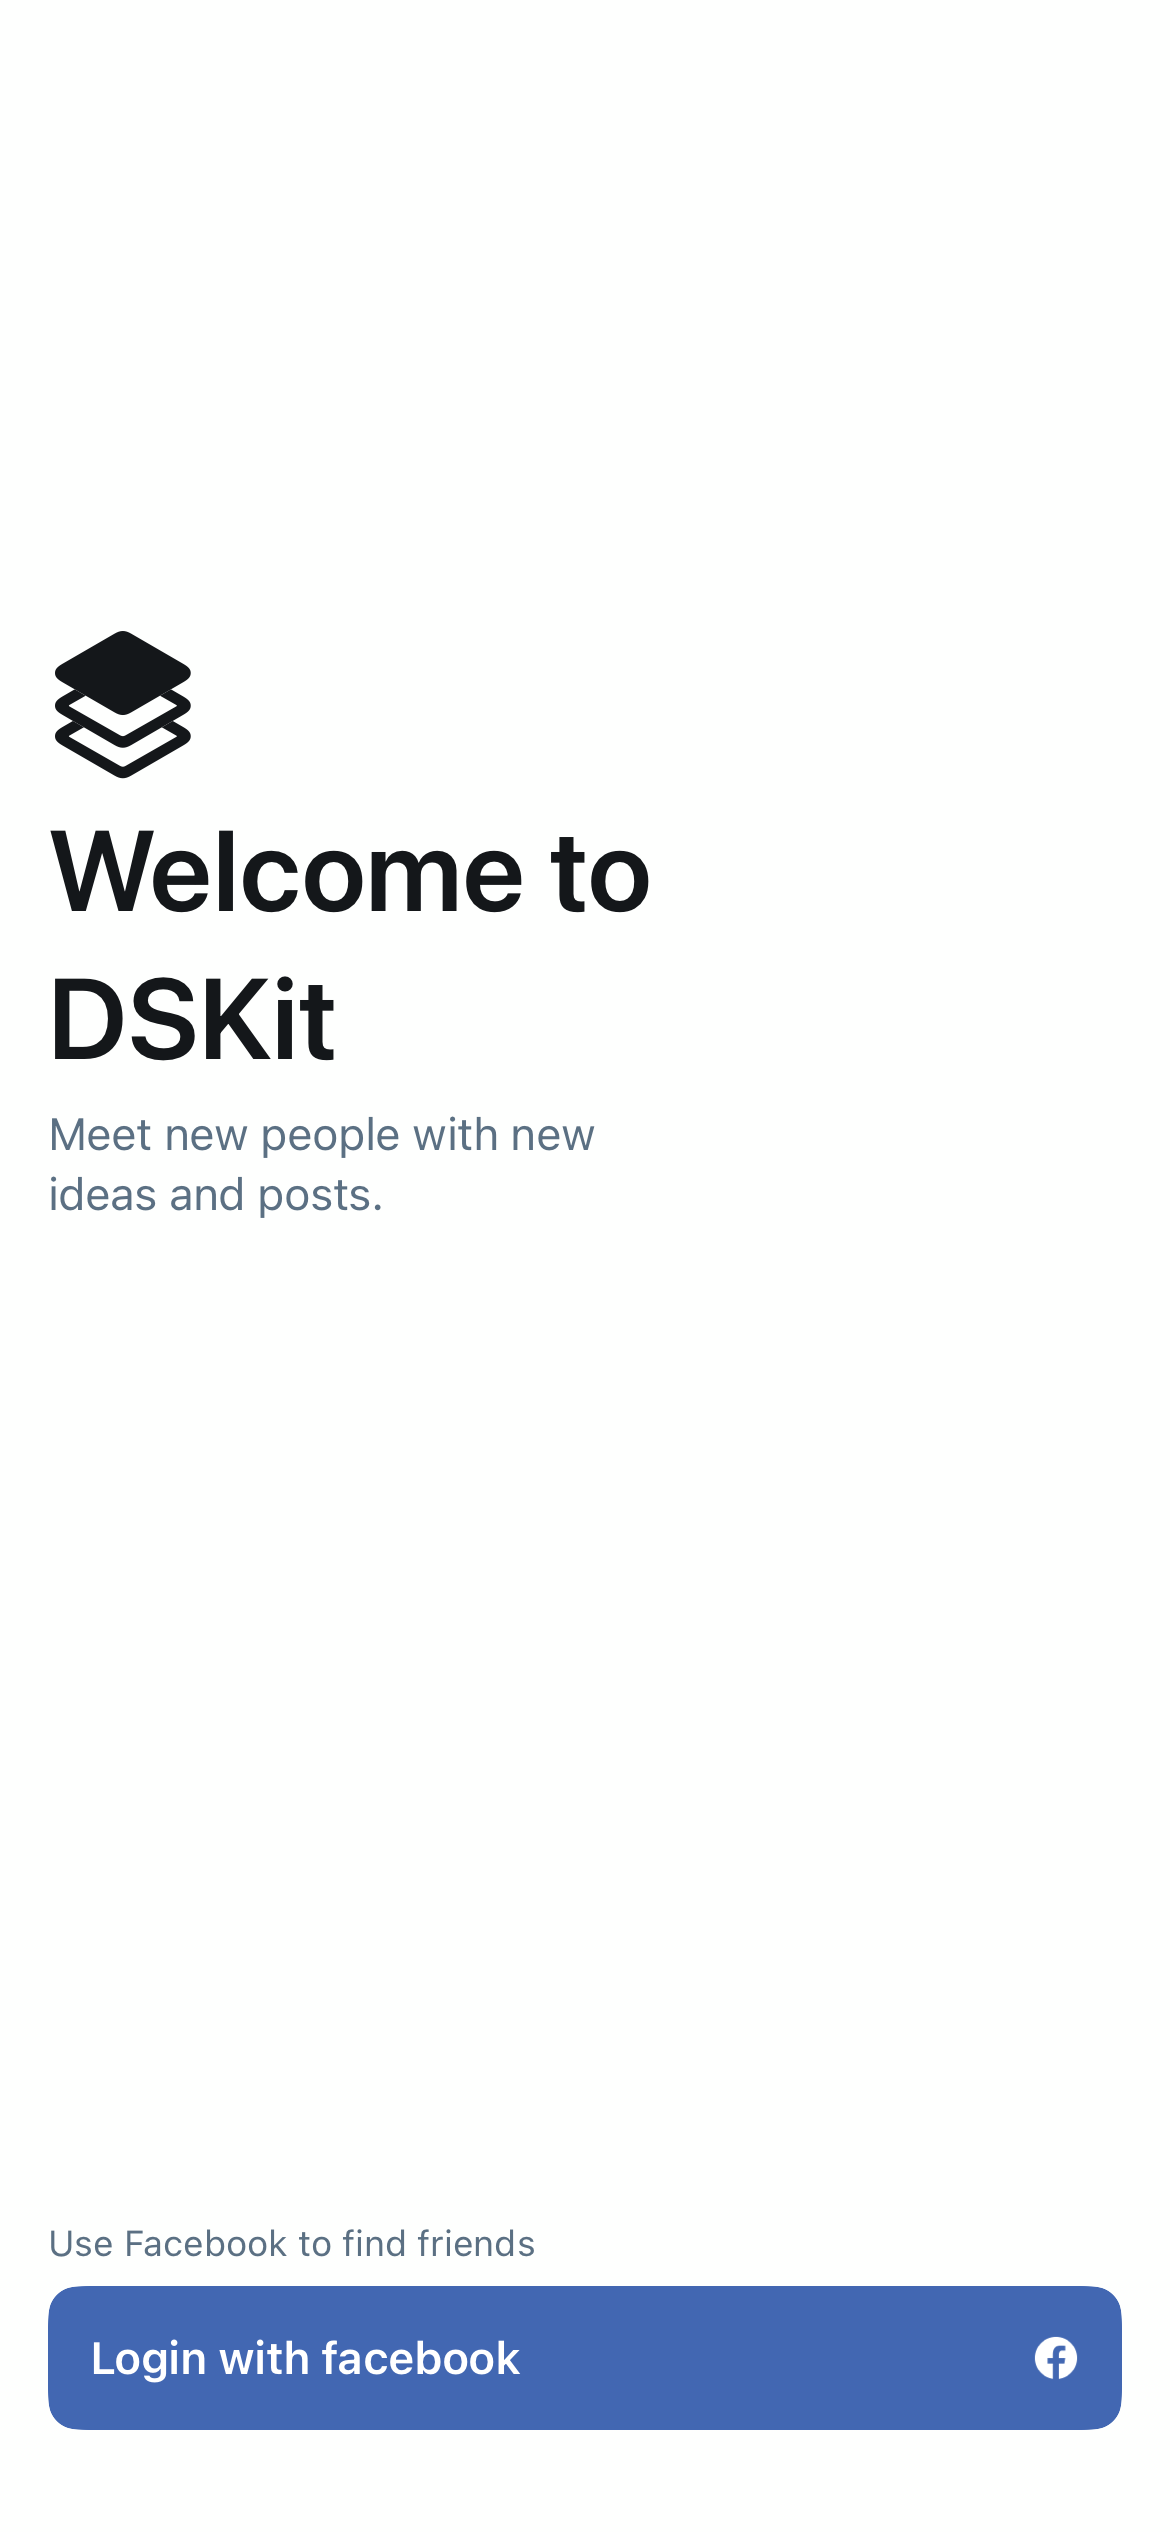 Welcome to
DSKit
Meet new people with new
ideas and posts.
Use Facebook to find friends
Login with facebook